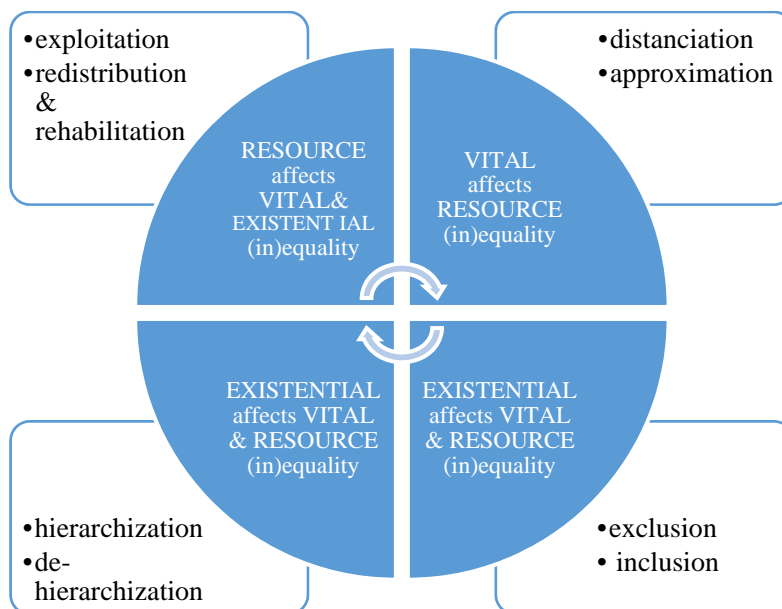 •exploitation
•redistribution
&
rehabilitation
•distanciation
•approximation
RESOURCE
affects
VITAL&
EXISTENT IAL
(in)equality
VITAL
affects
RESOURCE
(in)equality
EXISTENTIAL
affects VITAL
& RESOURCE
(in)equality
EXISTENTIAL
affects VITAL
& RESOURCE
(in)equality
•hierarchization
•de-
hierarchization
•exclusion
• inclusion